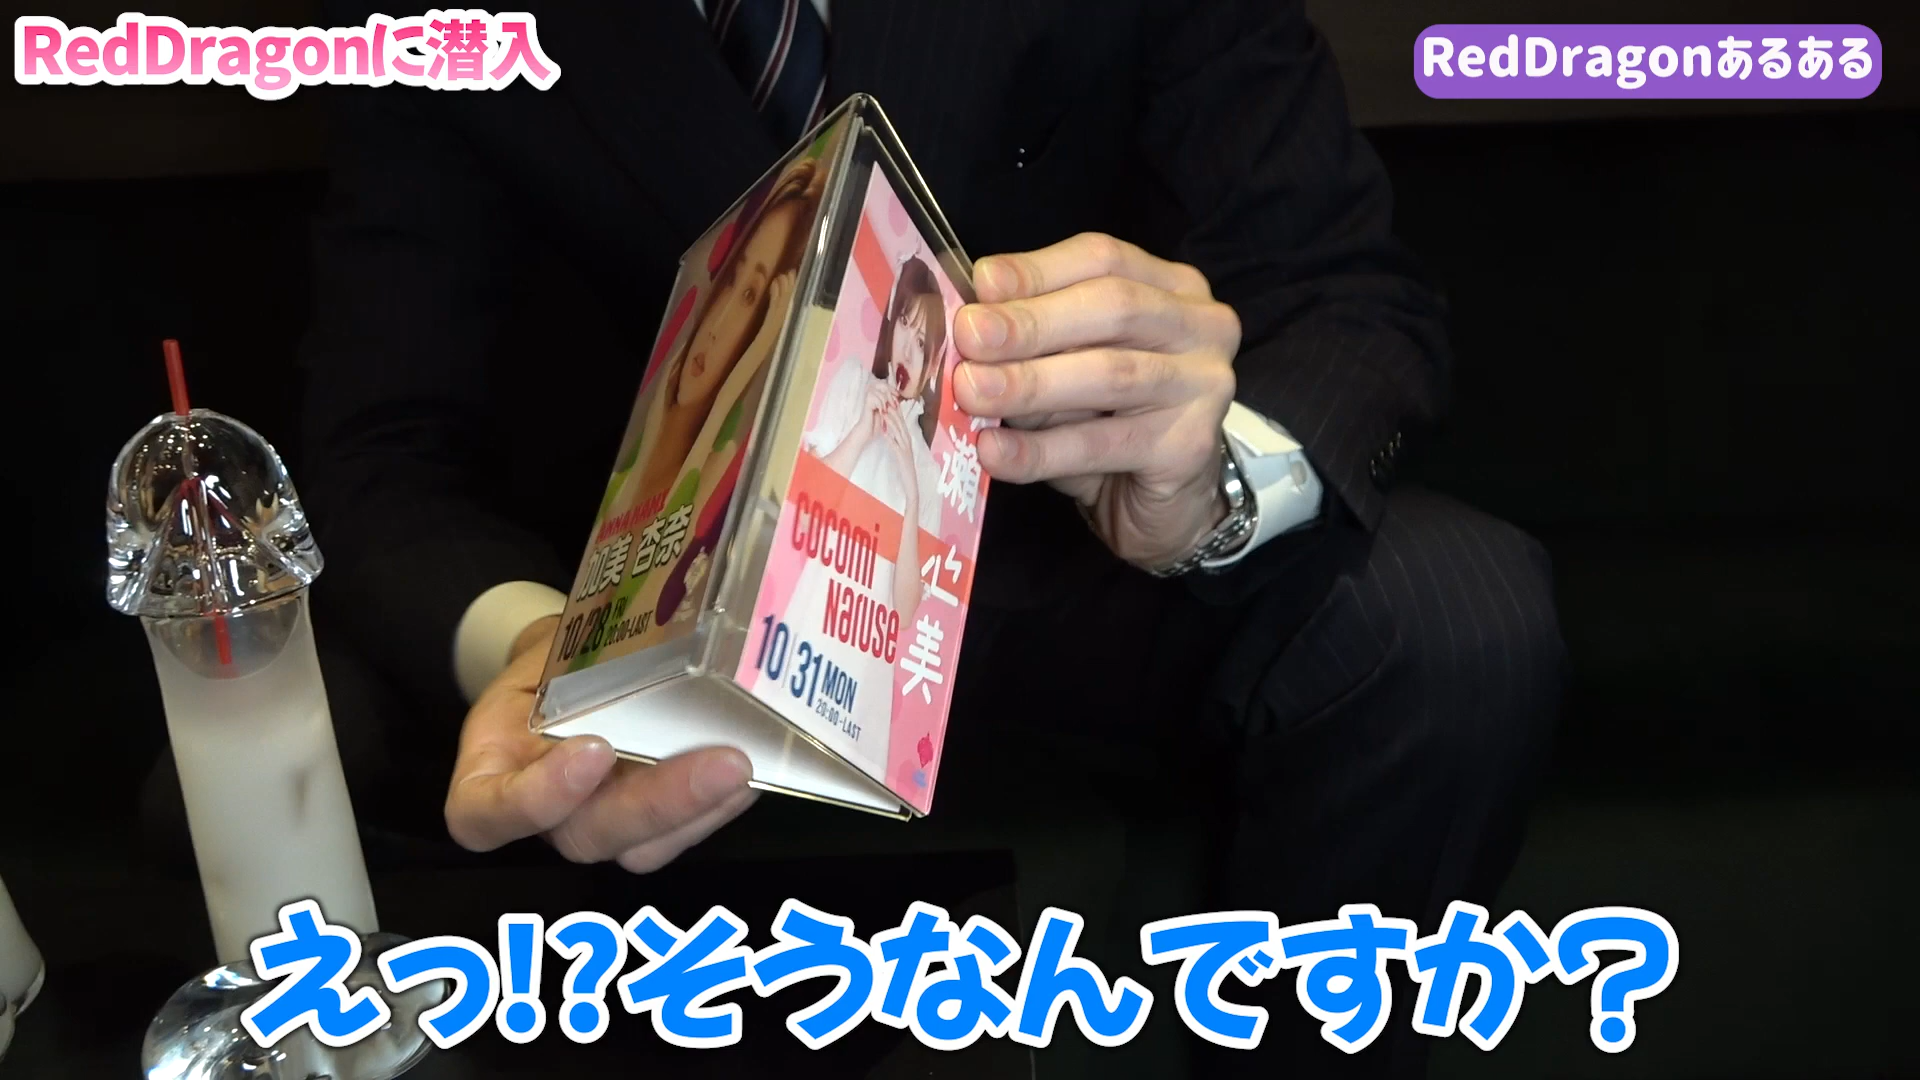 RedDragonに潜入
RedDragonあるある
ANNA KAMI
加美 杏奈
10/28 FRI
20:00-LAST
瀬 心美
cocomi
Naruse
10/31 MON
20:00-LAST
えっ!?そうなんですか?